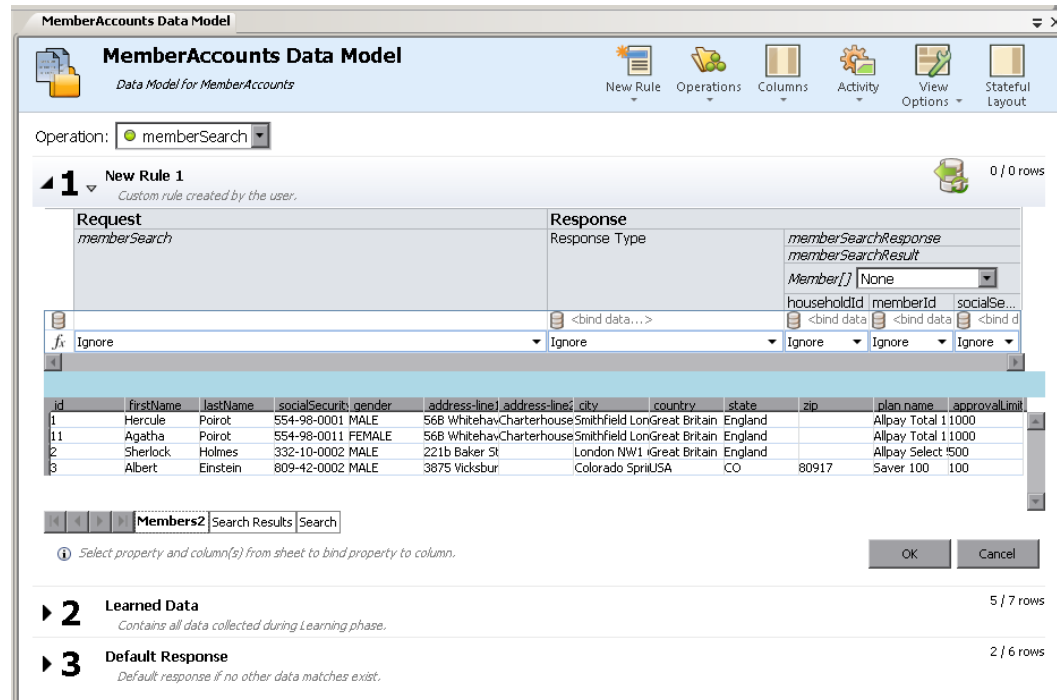 MemberAccounts Data Model
MemberAccounts Data Model
Data Model for MemberAccounts
New Rule Operations Columns Activity View Options Stateful Layout
Operation: memberSearch
1 New Rule 1 0 / 0 rows
Custom rule created by the user.
Request Response
memberSearch Response Type memberSearchResponse
memberSearchResult
Member[] None
householdId memberId socialSe...
<bind data...> <bind data <bind data <bind d
fx Ignore Ignore Ignore Ignore Ignore
id firstName lastName socialSecurity gender address-line1 address-line2 city country state zip plan name approvalLimit
1 Hercule Poirot 554-98-0001 MALE 56B Whitehav Charterhouse Smithfield Lon Great Britain England Allpay Total 1 1000
11 Agatha Poirot 554-98-0011 FEMALE 56B Whitehav Charterhouse Smithfield Lon Great Britain England Allpay Total 1 1000
2 Sherlock Holmes 332-10-0002 MALE 221b Baker St London NW1 Great Britain England Allpay Select 500
3 Albert Einstein 809-42-0002 MALE 3875 Vicksbur Colorado Spri USA CO 80917 Saver 100 100
Members2 Search Results Search
Select property and column(s) from sheet to bind property to column. OK Cancel
2 Learned Data 5 / 7 rows
Contains all data collected during Learning phase.
3 Default Response 2 / 6 rows
Default response if no other data matches exist.